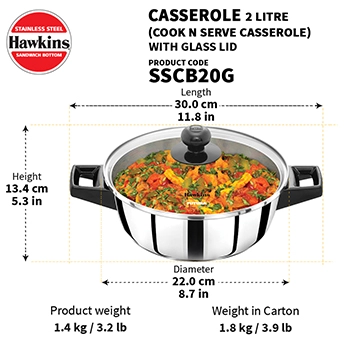 STAINLESS STEEL
Hawkins
SANDWICH BOTTOM
CASSEROLE 2 LITRE
(COOK N SERVE CASSEROLE)
WITH GLASS LID
PRODUCT CODE
SSCB20G
Length
30.0 cm
11.8 in
Height
13.4 cm
5.3 in
Hawkins
Diameter
22.0 cm
8.7 in
Product weight
1.4 kg / 3.2 lb
Weight in Carton
1.8 kg / 3.9 lb